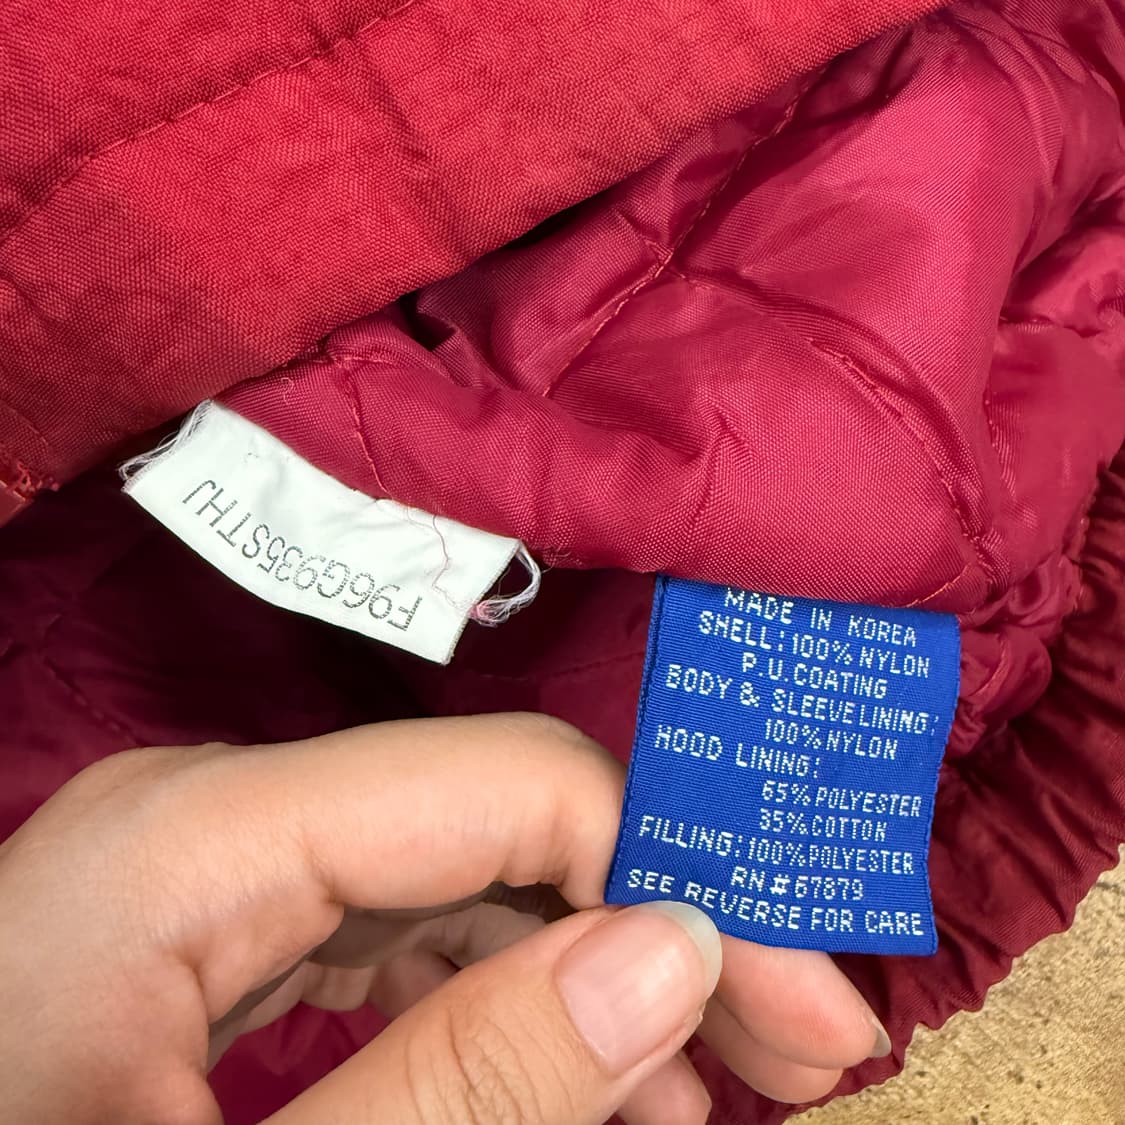 F96G935STHJ
MADE IN KOREA
SHELL:100% NYLON
P.U.COATING
BODY & SLEEVE LINING:
100% NYLON
HOOD LINING:
65% POLYESTER
35% COTTON
FILLING:100% POLYESTER
RN # 67879
SEE REVERSE FOR CARE